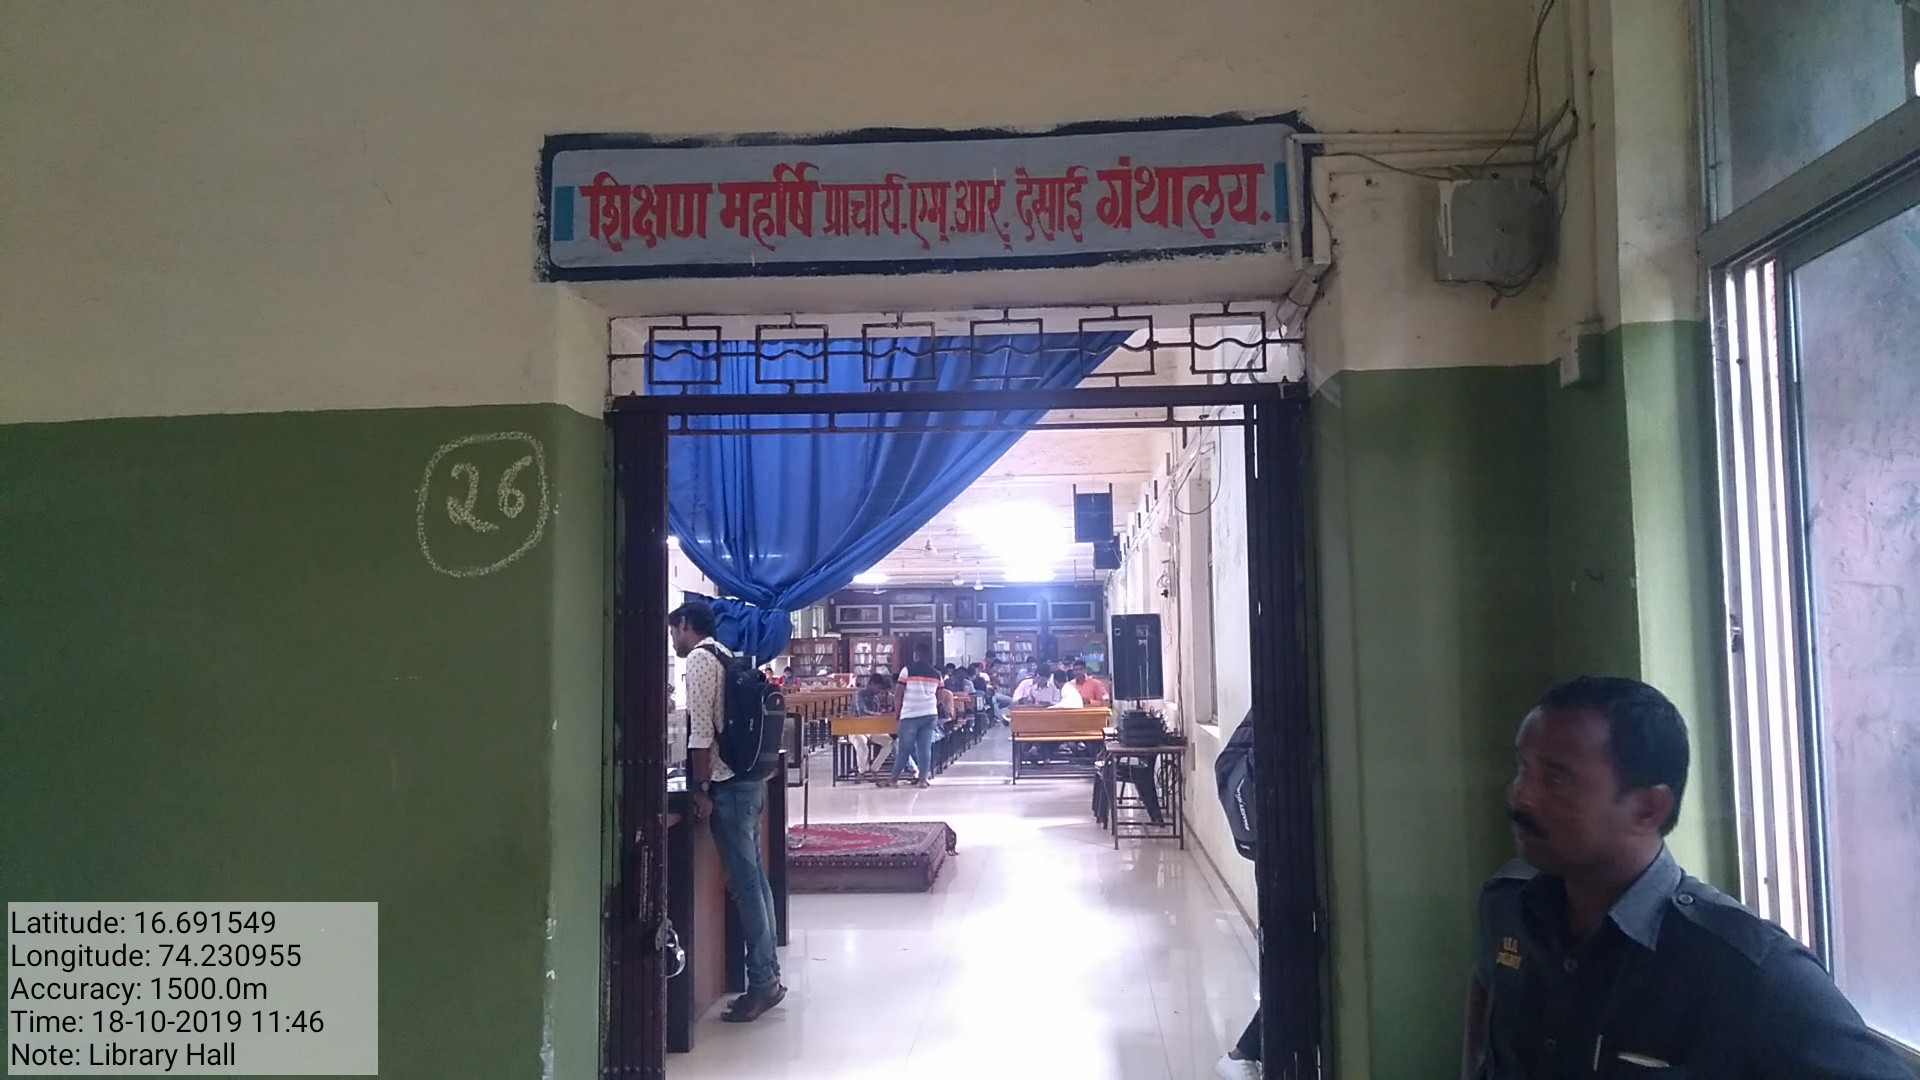 शिक्षण महर्षि प्राचार्य.एम्.आर्. देसाई ग्रंथालय.
२६
Latitude: 16.691549
Longitude: 74.230955
Accuracy: 1500.0m
Time: 18-10-2019 11:46
Note: Library Hall